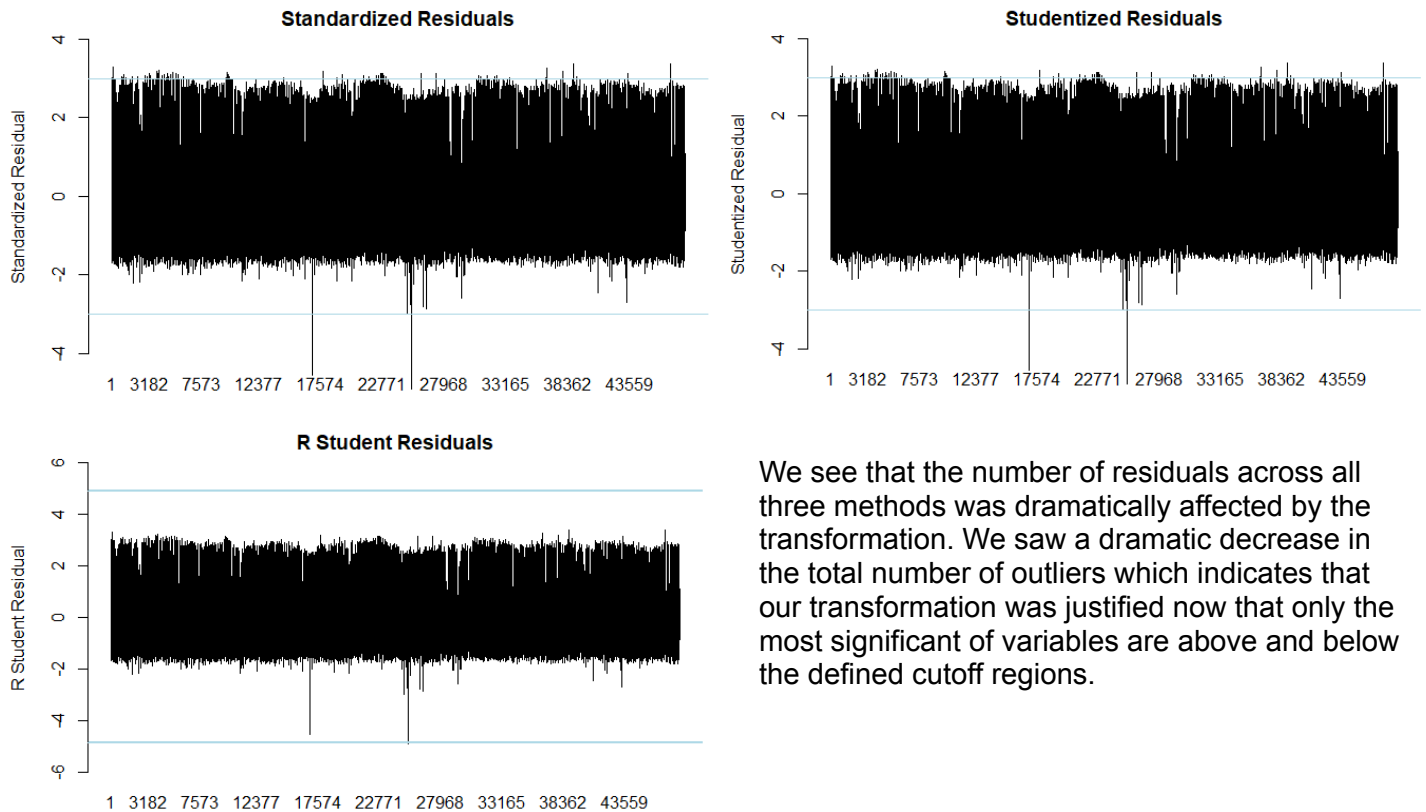 Standardized Residuals
Standardized Residual
4
2
0
-2
-4
1 3182 7573 12377 17574 22771 27968 33165 38362 43559
Studentized Residuals
Studentized Residual
4
2
0
-2
-4
1 3182 7573 12377 17574 22771 27968 33165 38362 43559
R Student Residuals
R Student Residual
6
4
2
0
-2
-4
-6
1 3182 7573 12377 17574 22771 27968 33165 38362 43559
We see that the number of residuals across all
three methods was dramatically affected by the
transformation. We saw a dramatic decrease in
the total number of outliers which indicates that
our transformation was justified now that only the
most significant of variables are above and below
the defined cutoff regions.